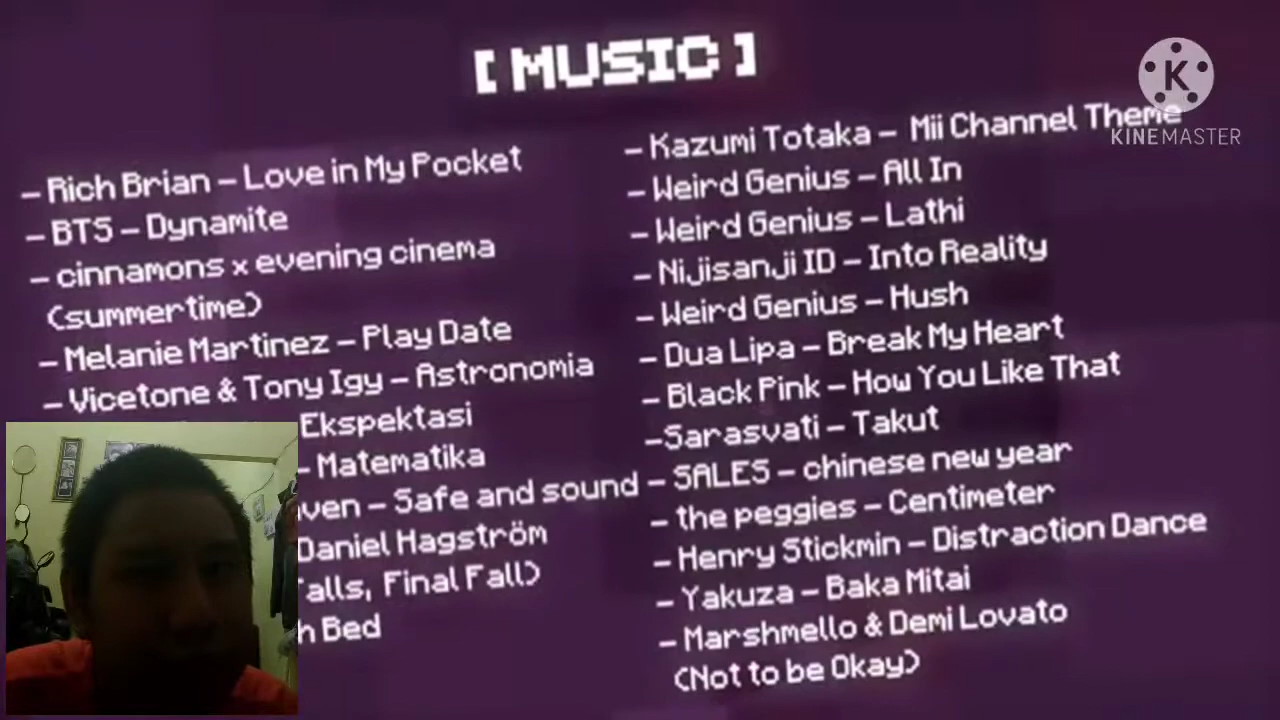 [ MUSIC ]
– Rich Brian – Love in My Pocket
– BTS – Dynamite
– cinnamons x evening cinema
(summertime)
– Melanie Martinez – Play Date
– Vicetone & Tony Igy – Astronomia
Ekspektasi
– Matematika
– Safe and sound
Daniel Hagström
Final Fall)
Bed
– Kazumi Totaka – Mii Channel Theme
– Weird Genius – All In
– Weird Genius – Lathi
– Nijisanji ID – Into Reality
– Weird Genius – Hush
– Dua Lipa – Break My Heart
– Black Pink – How You Like That
–Sarasvati – Takut
– SALES – chinese new year
– the peggies – Centimeter
– Henry Stickmin – Distraction Dance
– Yakuza – Baka Mitai
– Marshmello & Demi Lovato
(Not to be Okay)
K
KINEMASTER